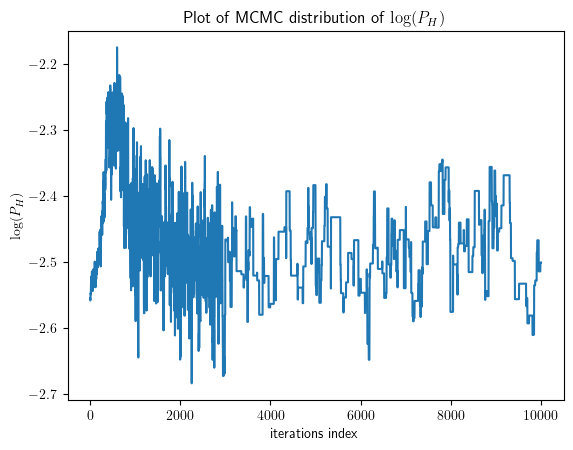 Plot of MCMC distribution of log(P_H)
−2.2
−2.3
−2.4
−2.5
−2.6
−2.7
log(P_H)
0 2000 4000 6000 8000 10000
iterations index